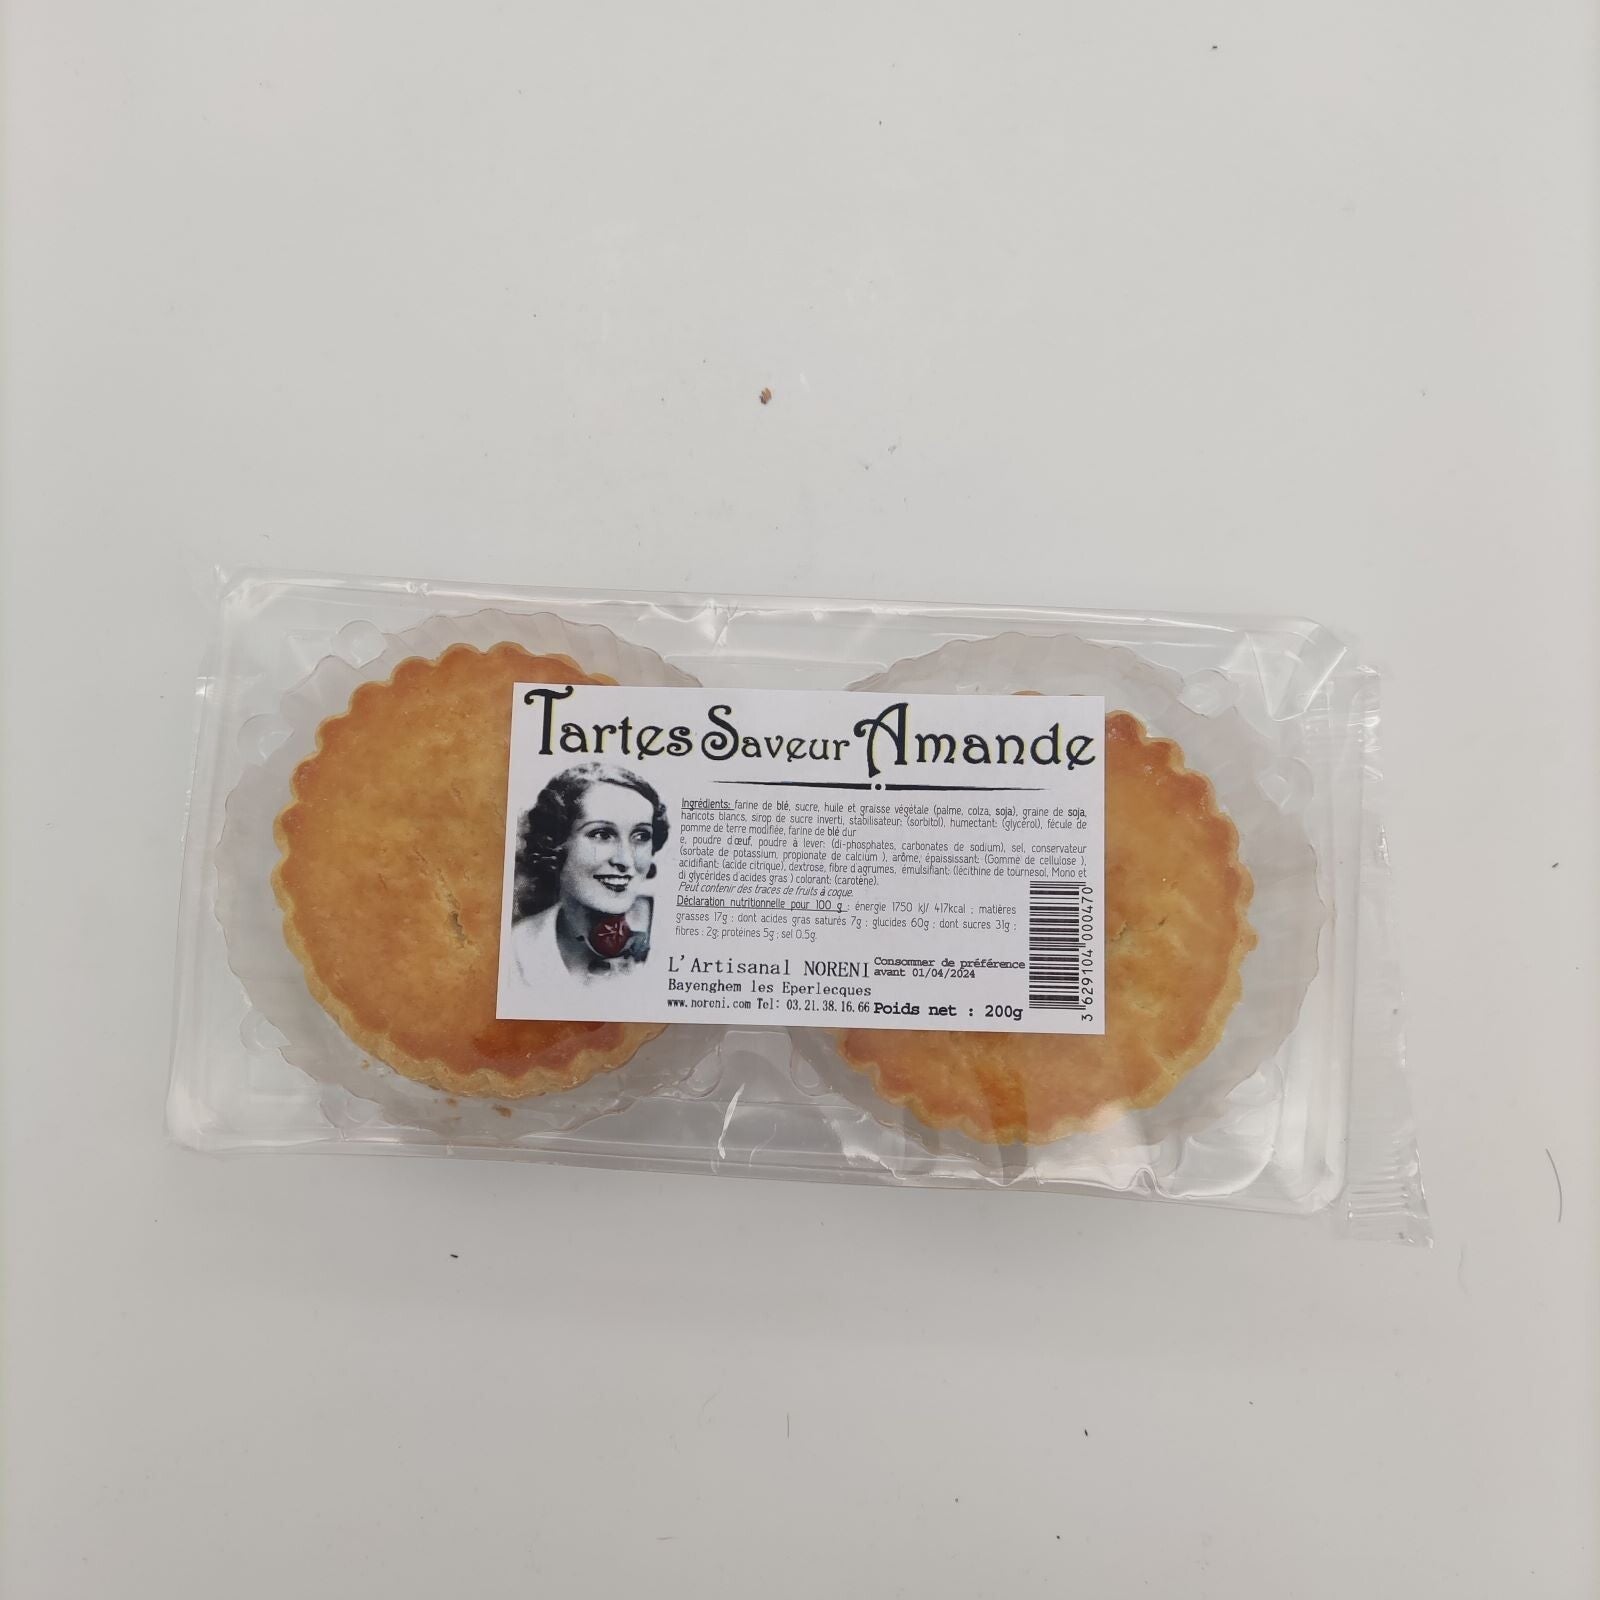 Tartes Saveur Amande
Ingrédients: farine de blé, sucre, huile et graisse végétale (palme, colza, soja), graine de soja,
haricots blancs, sirop de sucre inverti, stabilisateur: (sorbitol), humectant: (glycérol), fécule de
pomme de terre modifiée, farine de blé dur
e, poudre d'œuf, poudre à lever: (di-phosphates, carbonates de sodium), sel, conservateur
(sorbate de potassium, propionate de calcium ), arôme, épaississant: (Gomme de cellulose ),
acidifiant: (acide citrique), dextrose, fibre d'agrumes, émulsifiant: (lécithine de tournesol, Mono et
di glycérides d'acides gras ) colorant: (carotène).
Peut contenir des traces de fruits à coque.
Déclaration nutritionnelle pour 100 g : énergie 1750 kj/ 417kcal ; matières
grasses 17g ; dont acides gras saturés 7g ; glucides 60g ; dont sucres 31g ;
fibres : 2g; protéines 5g ; sel 0.5g.
L'Artisanal NORENI
Bayenghem les Eperlecques
www.noreni.com Tel: 03.21.38.16.66
Consommer de préférence
avant 01/04/2024
Poids net : 200g
3 629104 000470